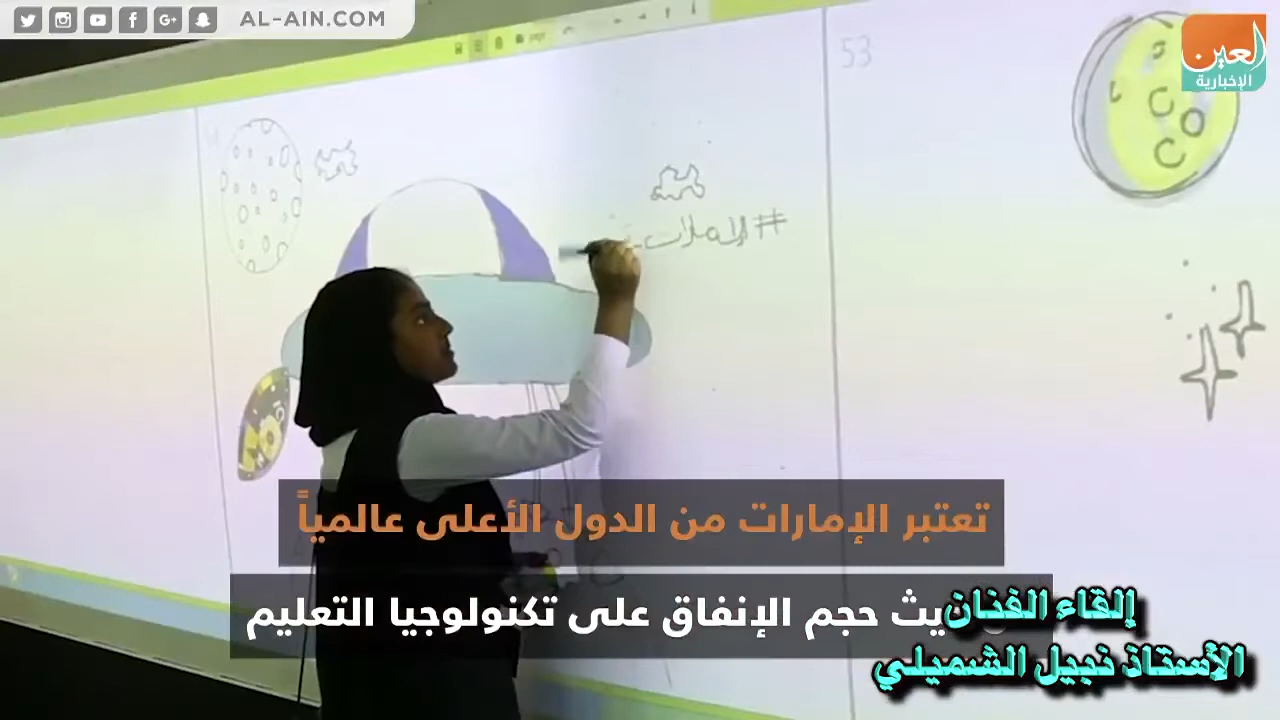 AL-AIN.COM
العين
الإخبارية
page
53
#الإمارات
تعتبر الإمارات من الدول الأعلى عالمياً
يث حجم الإنفاق على تكنولوجيا التعليم
إلقاء الفنان
الأستاذ نبيل الشميلي